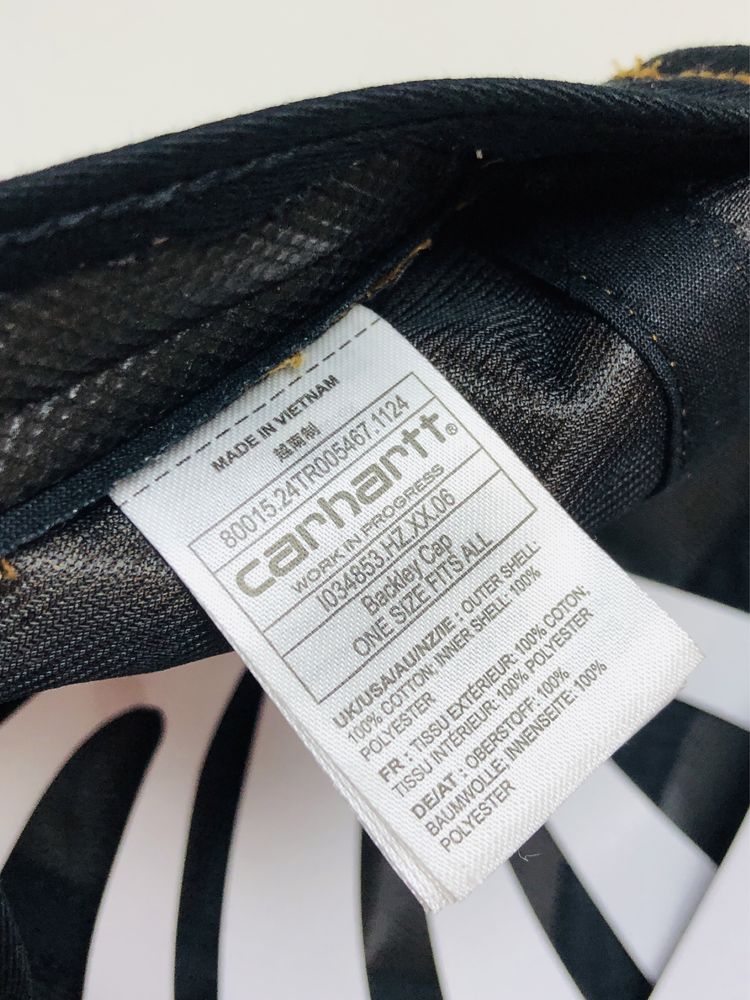 MADE IN VIETNAM
越南制
80015.24TR005467.1124
carhartt®
WORK IN PROGRESS
I034853.HZ.XX.06
Backley Cap
ONE SIZE FITS ALL
UK/USA/AU/NZ/IE : OUTER SHELL:
100% COTTON; INNER SHELL: 100%
POLYESTER
FR : TISSU EXTÉRIEUR: 100% COTON;
TISSU INTÉRIEUR: 100% POLYESTER
DE/AT : OBERSTOFF: 100%
BAUMWOLLE; INNENSEITE: 100%
POLYESTER